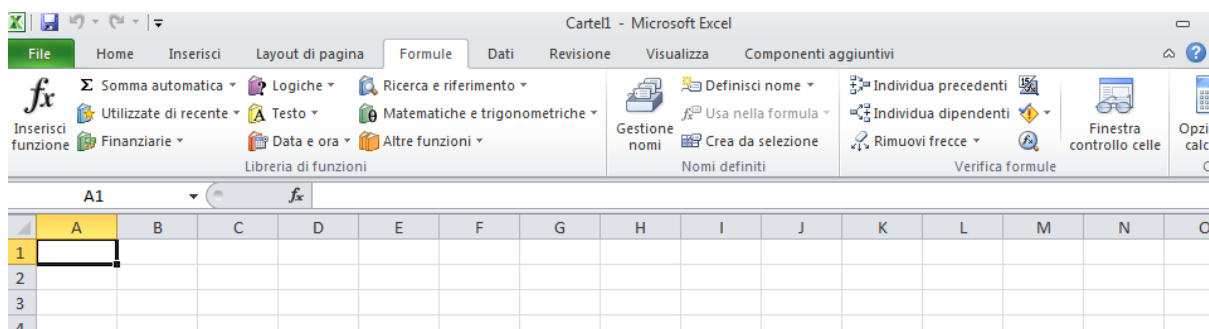 Cartel1 - Microsoft Excel
File Home Inserisci Layout di pagina Formule Dati Revisione Visualizza Componenti aggiuntivi
fx Σ Somma automatica Logiche Ricerca e riferimento Definisci nome Individua precedenti
Utilizzate di recente Testo Matematiche e trigonometriche Usa nella formula Individua dipendenti
Inserisci funzione Finanziarie Data e ora Altre funzioni Gestione nomi Crea da selezione Rimuovi frecce Finestra controllo celle Opzi calc
Libreria di funzioni Nomi definiti Verifica formule
A1 fx
A B C D E F G H I J K L M N O
1
2
3
4